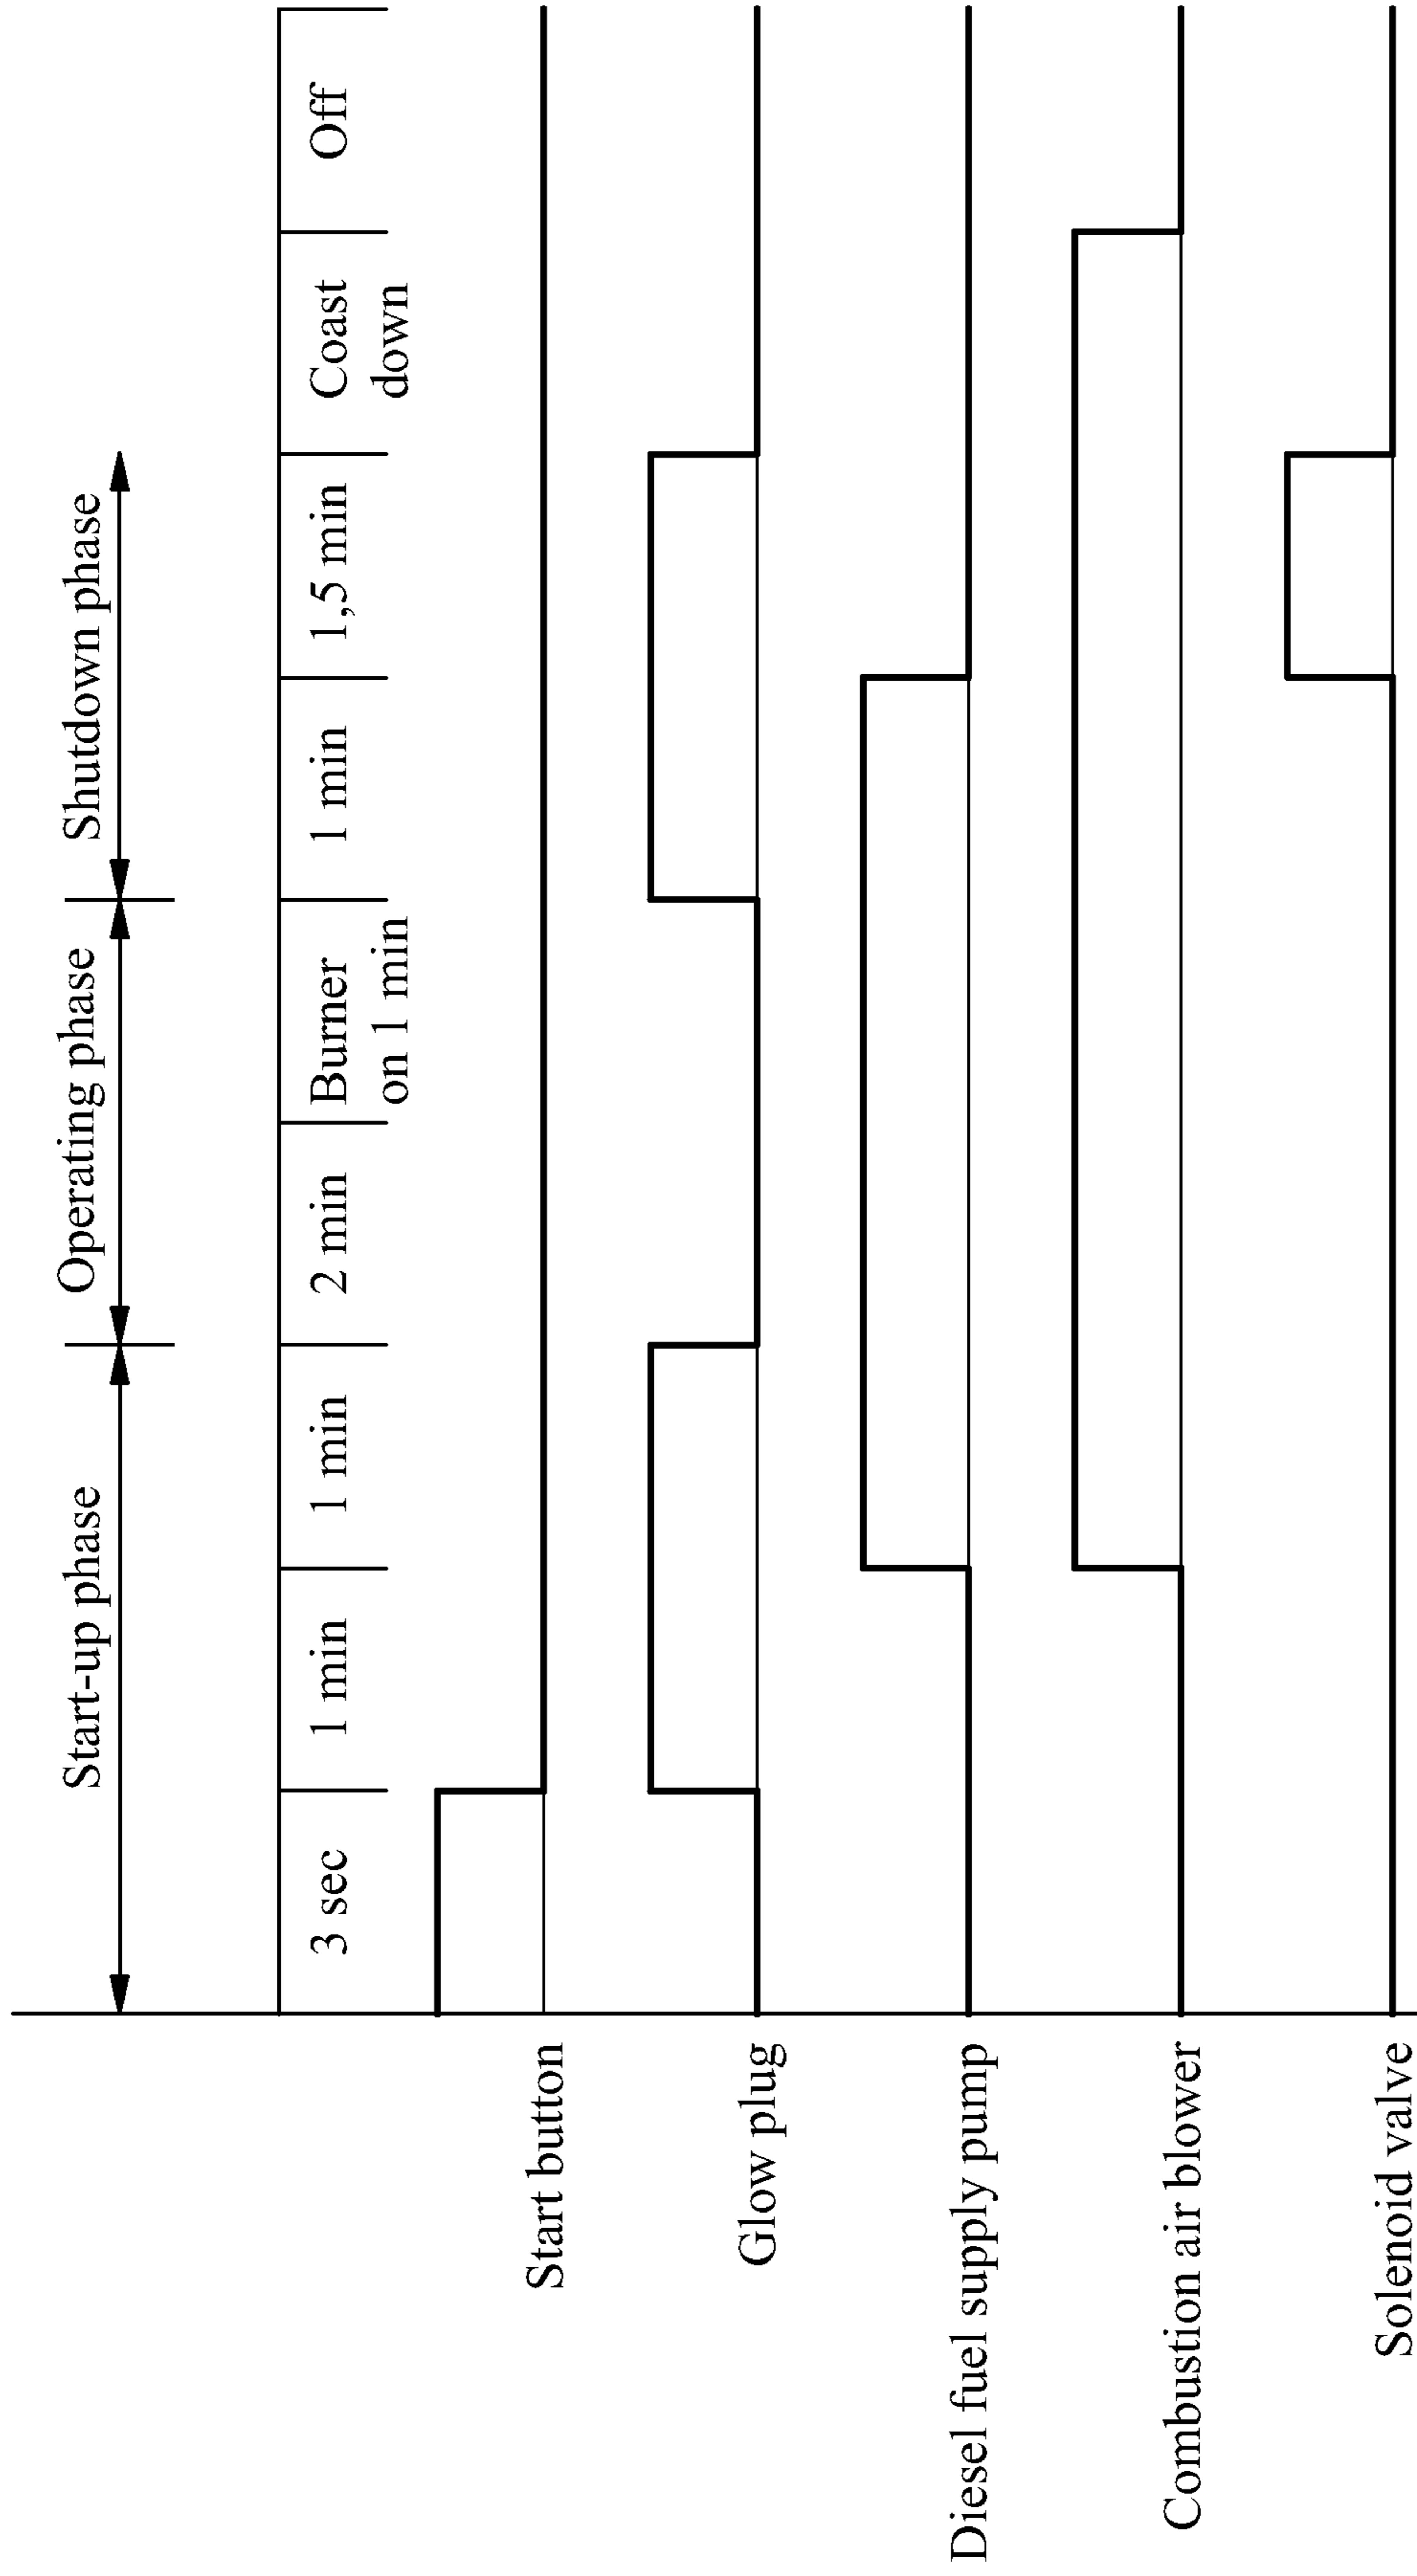 Start-up phase
Operating phase
Shutdown phase
3 sec
1 min
1 min
2 min
Burner
on 1 min
1 min
1,5 min
Coast
down
Off
Start button
Glow plug
Diesel fuel supply pump
Combustion air blower
Solenoid valve